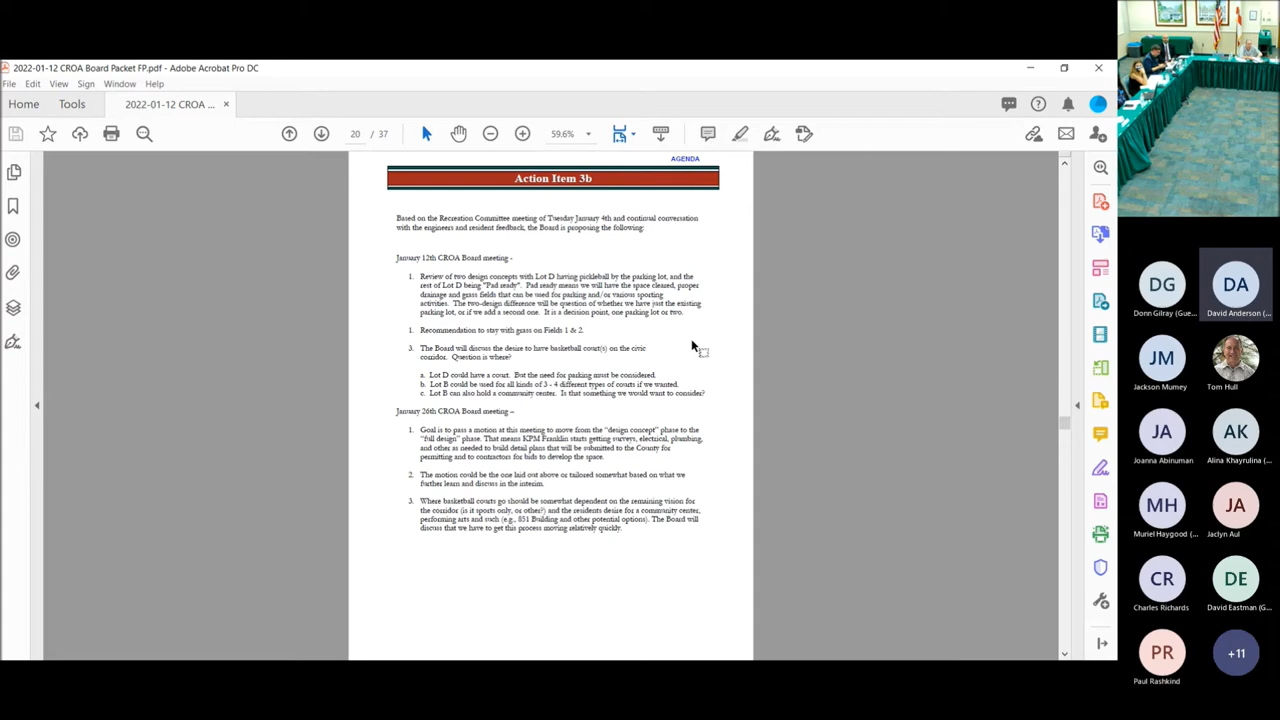 2022-01-12 CROA Board Packet FP.pdf - Adobe Acrobat Pro DC
File Edit View Sign Window Help
Home Tools 2022-01-12 CROA ... ×
20 / 37 59.6%
AGENDA
Action Item 3b
Based on the Recreation Committee meeting of Tuesday January 4th and continual conversation
with the engineers and resident feedback, the Board is proposing the following:
January 12th CROA Board meeting -
1. Review of two design concepts with Lot D having pickleball by the parking lot, and the
rest of Lot D being "Pad ready". Pad ready means we will have the space cleared, proper
drainage and grass fields that can be used for parking and/or various sporting
activities. The two-design difference will be question of whether we have just the existing
parking lot, or if we add a second one. It is a decision point, one parking lot or two.
1. Recommendation to stay with grass on Fields 1 & 2.
3. The Board will discuss the desire to have basketball court(s) on the civic
corridor. Question is where?
a. Lot D could have a court. But the need for parking must be considered.
b. Lot B could be used for all kinds of 3 - 4 different types of courts if we wanted.
c. Lot B can also hold a community center. Is that something we would want to consider?
January 26th CROA Board meeting –
1. Goal is to pass a motion at this meeting to move from the "design concept" phase to the
"full design" phase. That means KPM Franklin starts getting surveys, electrical, plumbing,
and other as needed to build detail plans that will be submitted to the County for
permitting and to contractors for bids to develop the space.
2. The motion could be the one laid out above or tailored somewhat based on what we
further learn and discuss in the interim.
3. Where basketball courts go should be somewhat dependent on the remaining vision for
the corridor (is it sports only, or other?) and the residents desire for a community center,
performing arts and such (e.g., 851 Building and other potential options). The Board will
discuss that we have to get this process moving relatively quickly.
DG DA
Donn Gilray (Gue... David Anderson (...
JM
Jackson Mumey Tom Hull
JA AK
Joanna Abinuman Alina Khayrulina (...
MH JA
Muriel Haygood (... Jaclyn Aul
CR DE
Charles Richards David Eastman (G...
PR +11
Paul Rashkind